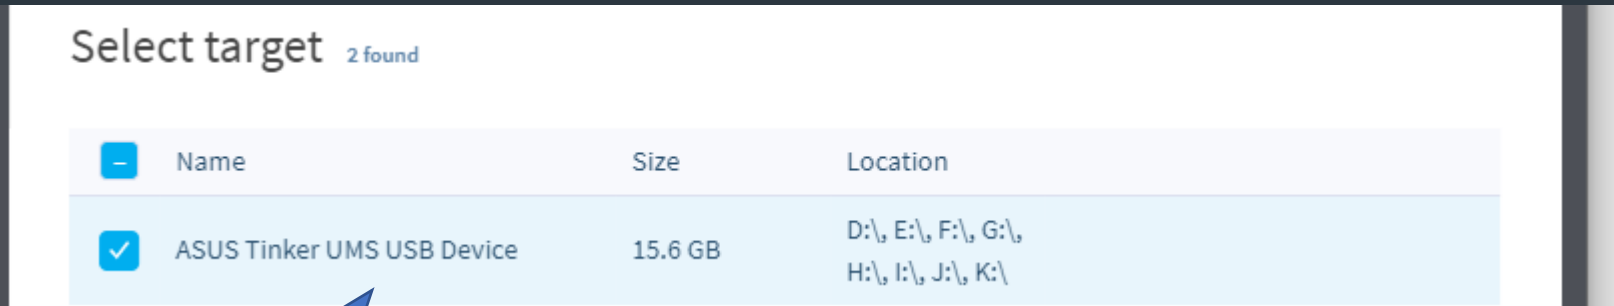 Select target 2 found
Name Size Location
ASUS Tinker UMS USB Device 15.6 GB D:\, E:\, F:\, G:\,
H:\, I:\, J:\, K:\